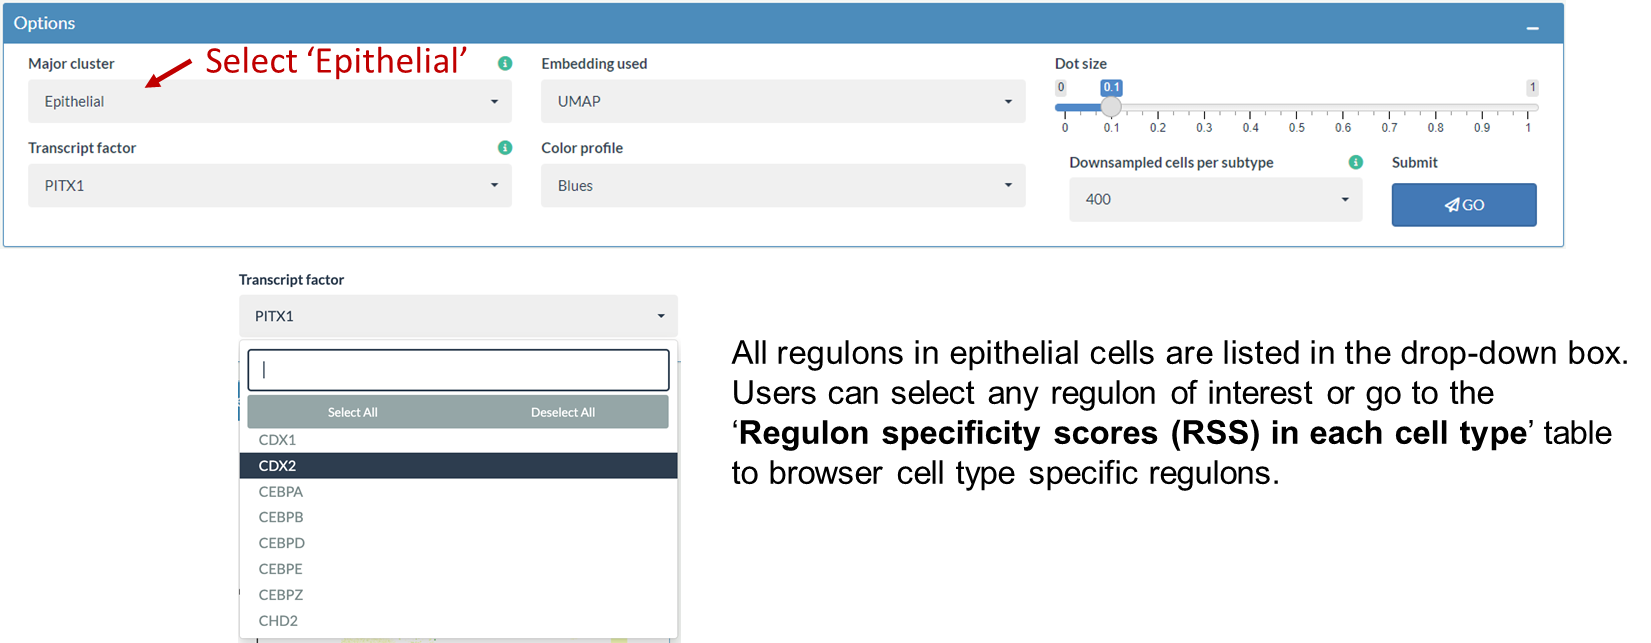 Options
Select ‘Epithelial’
Major cluster
Epithelial
Transcript factor
PITX1
Embedding used
UMAP
Color profile
Blues
Dot size
0 0.1 1
0 0.1 0.2 0.3 0.4 0.5 0.6 0.7 0.8 0.9 1
Downsampled cells per subtype
400
Submit
GO
Transcript factor
PITX1
Select All Deselect All
CDX1
CDX2
CEBPA
CEBPB
CEBPD
CEBPE
CEBPZ
CHD2
All regulons in epithelial cells are listed in the drop-down box.
Users can select any regulon of interest or go to the
‘Regulon specificity scores (RSS) in each cell type’ table
to browser cell type specific regulons.